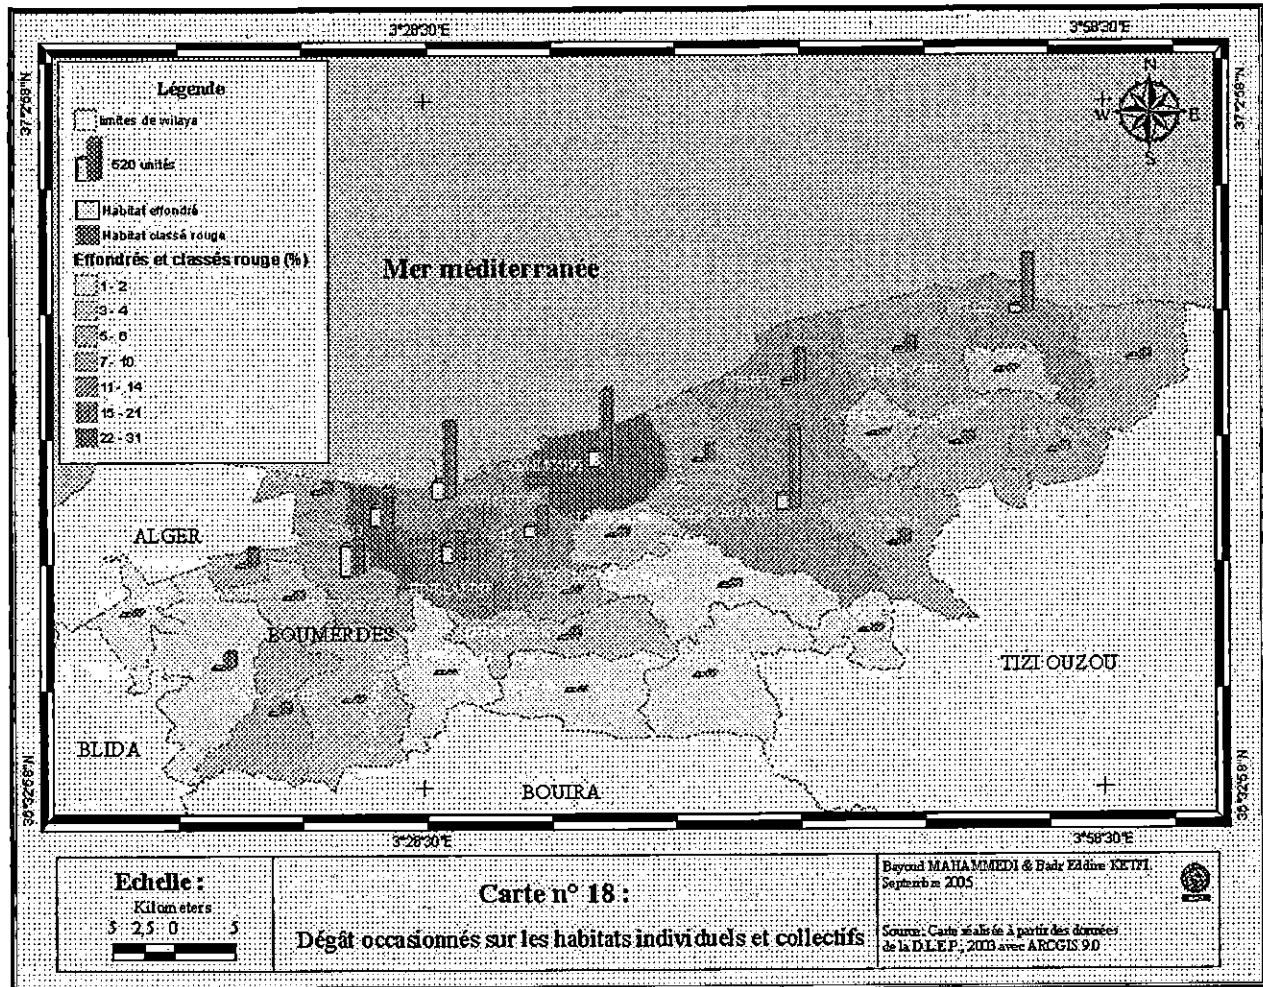 3°28'30"E
3°58'30"E
37°2'58"N
37°2'58"N
N
W
E
S
Légende
limites de wilaya
520 unités
Habitat effondré
Habitat classé rouge
Effondrés et classés rouge (%)
1 - 2
3 - 4
5 - 6
7 - 10
11 - 14
15 - 21
22 - 31
Mer méditerranée
ALGER
BOUMERDES
TIZI OUZOU
BLIDA
BOUIRA
3°28'30"E
3°58'30"E
Echelle :
Kilometers
5 2,5 0 5
Carte n° 18 :
Dégât occasionnés sur les habitats individuels et collectifs
MAHAMMEDI & Badr Eddine KETFI
Septembre 2005
Source: Carte réalisée à partir des données
de la D.L.E.P., 2003 avec ARCGIS 9.0